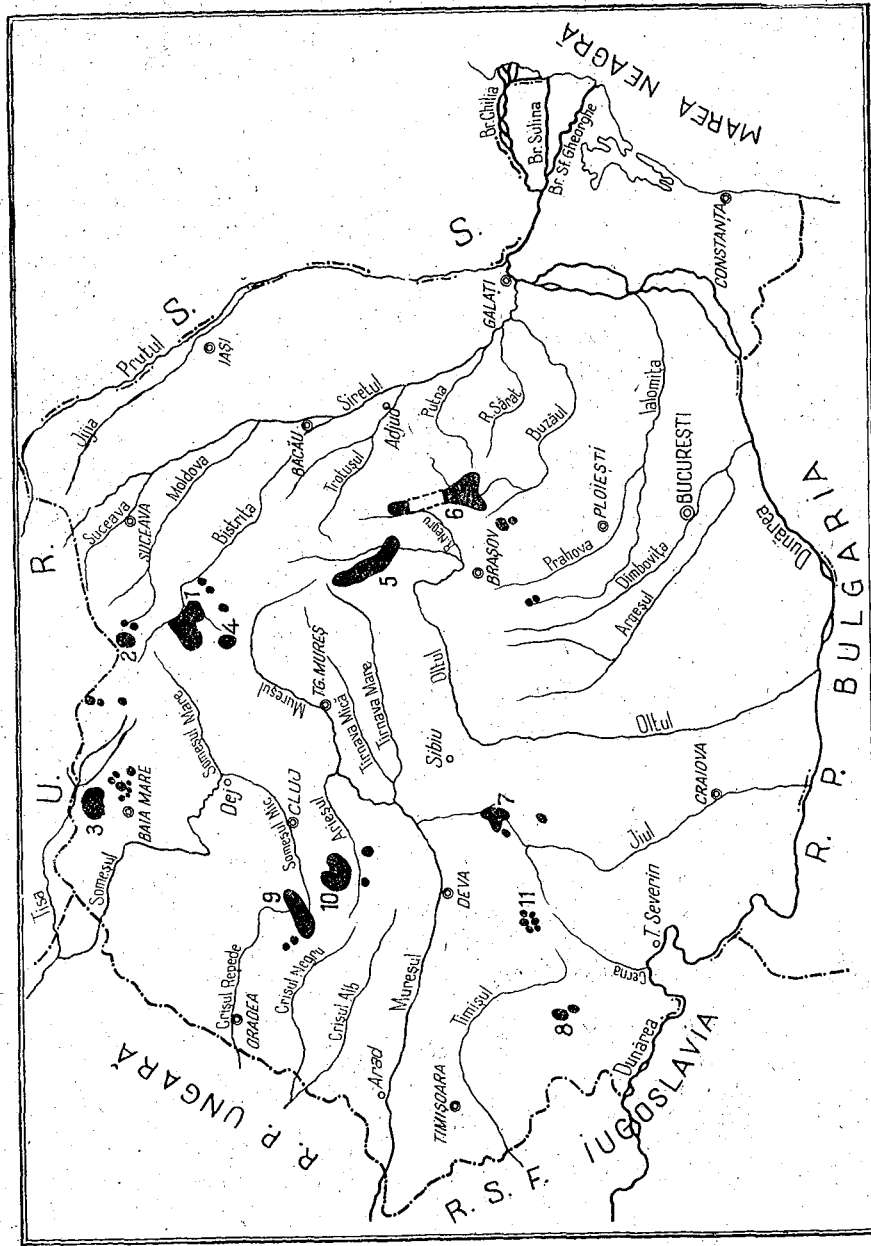 R.
S.
S.
U.
Tisa
Someșul
3
BAIA MARE
2
Suceava
SUCEAVA
Moldova
Jijia
Prutul
IAȘI
1
4
Bistrița
BACĂU
Siretul
Trotușul
Adjud
Someșul Mare
Dej
Someșul Mic
CLUJ
Crișul Repede
ORADEA
9
Crișul Negru
Crișul Alb
10
Arieșul
Mureșul
TG. MUREȘ
Tîrnava Mică
Tîrnava Mare
5
R. P. UNGARĂ
Arad
Mureșul
DEVA
Sibiu
Oltul
R. Negru
6
BRAȘOV
Putna
R. Sărat
Buzăul
GALAȚI
Br. Chilia
Br. Sulina
Br. Sf. Gheorghe
MAREA NEAGRĂ
TIMIȘOARA
Timișul
11
7
8
Cerna
T. Severin
Jiul
CRAIOVA
Oltul
Prahova
PLOIEȘTI
Ialomița
Dîmbovița
BUCUREȘTI
Argeșul
CONSTANȚA
Dunărea
Dunărea
R. S. F. IUGOSLAVIA
R. P. BULGARIA